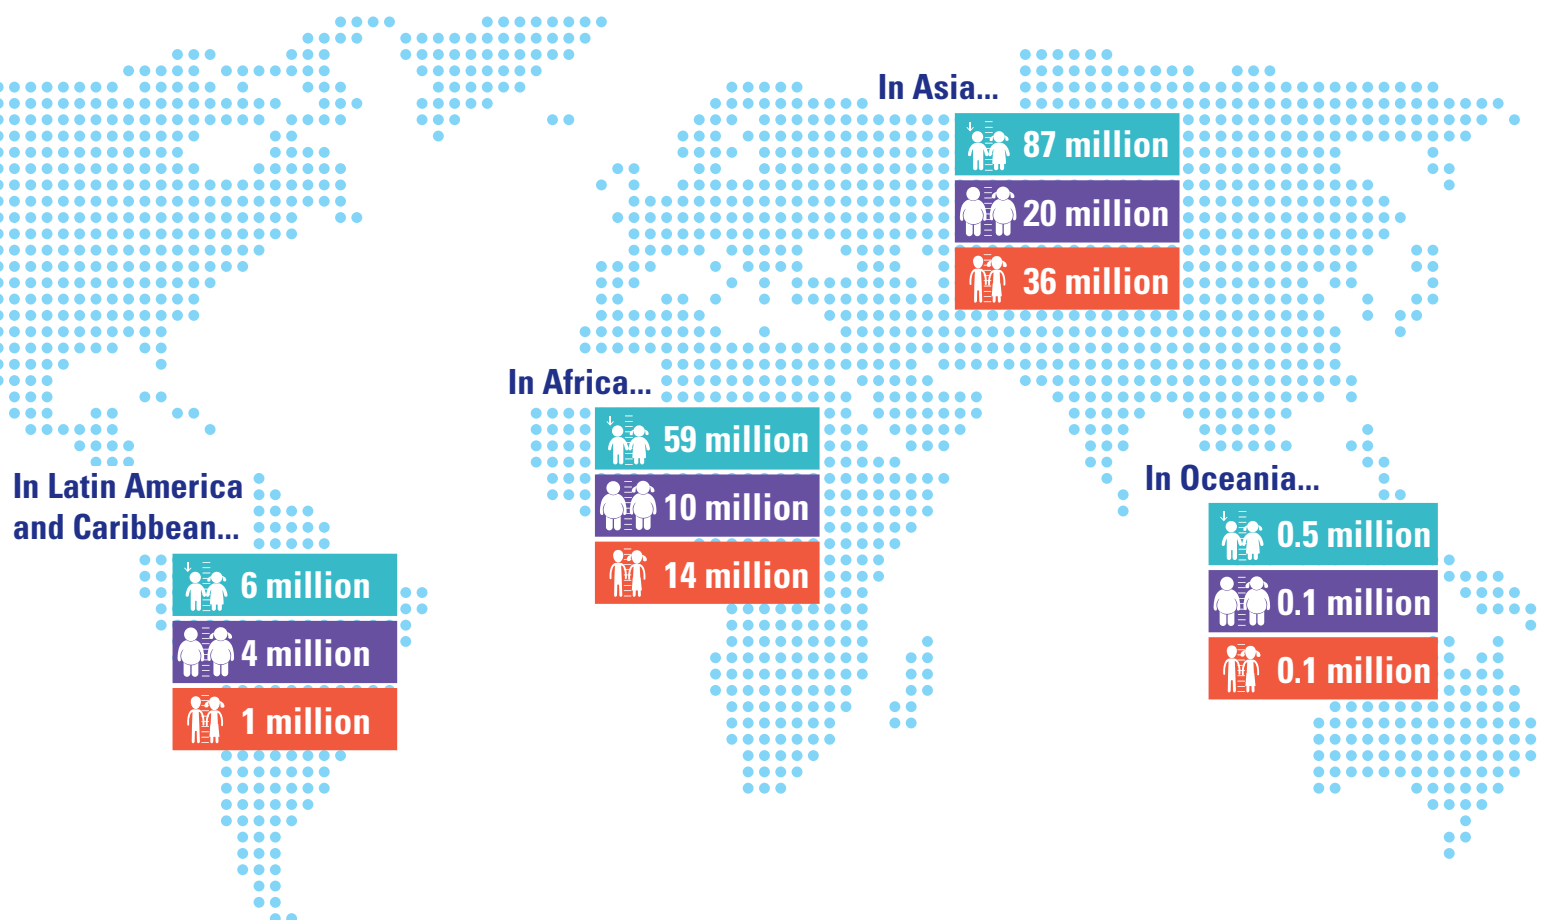 In Asia...
87 million
20 million
36 million
In Africa...
59 million
10 million
14 million
In Latin America
and Caribbean...
6 million
4 million
1 million
In Oceania...
0.5 million
0.1 million
0.1 million